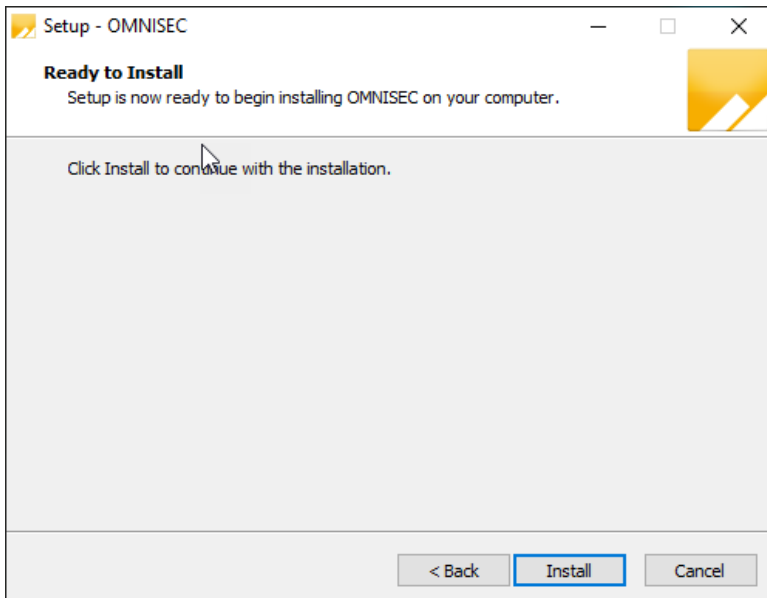 Setup - OMNISEC
Ready to Install
Setup is now ready to begin installing OMNISEC on your computer.
Click Install to continue with the installation.
< Back
Install
Cancel